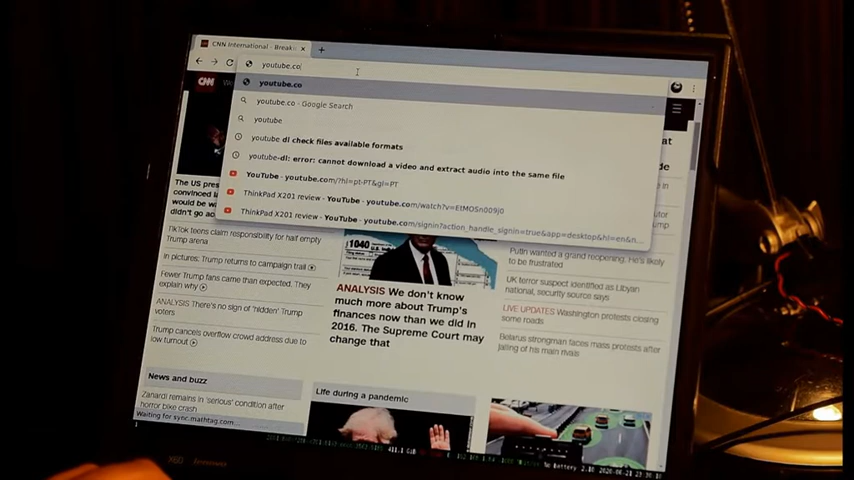 CNN International - Breaki
youtube.co
CNN
youtube.co
youtube.co - Google Search
youtube
youtube dl check files available formats
youtube-dl: error: cannot download a video and extract audio into the same file
YouTube - youtube.com/?hl=pt-PT&gl=PT
ThinkPad X201 review - YouTube - youtube.com/watch?v=EtMOSn009j0
ThinkPad X201 review - YouTube - youtube.com/signin?action_handle_signin=true&app=desktop&hl=en&n...
The US pres
convinced l
would be w
didn't go a
TikTok teens claim responsibility for half empty
Trump arena
In pictures: Trump returns to campaign trail
Fewer Trump fans came than expected. They
explain why
ANALYSIS There's no sign of 'hidden' Trump
voters
Trump cancels overflow crowd address due to
low turnout
News and buzz
Zanardi remains in 'serious' condition after
horror bike crash
Waiting for sync.mathtag.com...
1040
ANALYSIS We don't know
much more about Trump's
finances now than we did in
2016. The Supreme Court may
change that
Life during a pandemic
Putin wanted a grand reopening. He's likely
to be frustrated
UK terror suspect identified as Libyan
national, security source says
LIVE UPDATES Washington protests closing
some roads
Belarus strongman faces mass protests after
jailing of his main rivals
411.1 GiB
Battery